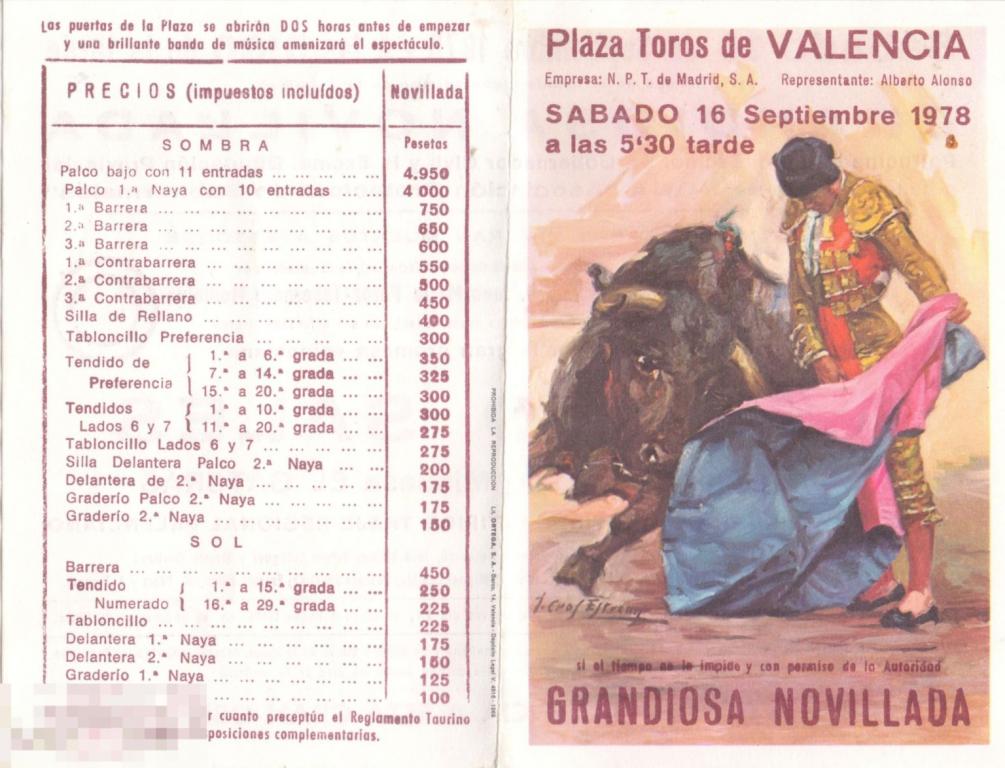 Las puertas de la Plaza se abrirán DOS horas antes de empezar
y una brillante banda de música amenizará el espectáculo.
PRECIOS (impuestos incluídos) Novillada
SOMBRA Pesetas
Palco bajo con 11 entradas ... ... ... ... 4.950
Palco 1.ª Naya con 10 entradas ... ... 4 000
1.ª Barrera ... ... ... ... ... ... ... ... 750
2.ª Barrera ... ... ... ... ... ... ... ... 650
3.ª Barrera ... ... ... ... ... ... ... ... 600
1.ª Contrabarrera ... ... ... ... ... ... 550
2.ª Contrabarrera ... ... ... ... ... ... 500
3.ª Contrabarrera ... ... ... ... ... ... 450
Silla de Rellano ... ... ... ... ... ... 400
Tabloncillo Preferencia ... ... ... ... ... 300
Tendido de Preferencia { 1.ª a 6.ª grada ... ... 350
7.ª a 14.ª grada ... ... 325
15.ª a 20.ª grada ... ... 300
Tendidos Lados 6 y 7 { 1.ª a 10.ª grada ... ... 300
11.ª a 20.ª grada ... ... 275
Tabloncillo Lados 6 y 7 ... ... ... ... 275
Silla Delantera Palco 2.ª Naya ... ... 200
Delantera de 2.ª Naya ... ... ... ... 175
Graderío Palco 2.ª Naya ... ... ... ... 175
Graderío 2.ª Naya ... ... ... ... ... ... 150
SOL
Barrera ... ... ... ... ... ... ... ... ... 450
Tendido Numerado { 1.ª a 15.ª grada ... ... 250
16.ª a 29.ª grada ... ... 225
Tabloncillo ... ... ... ... ... ... ... ... 225
Delantera 1.ª Naya ... ... ... ... ... 175
Delantera 2.ª Naya ... ... ... ... ... 150
Graderío 1.ª Naya ... ... ... ... ... 125
... ... ... ... ... 100
r cuanto preceptúa el Reglamento Taurino
posiciones complementarias.
PROHIBIDA LA REPRODUCCION Lit. ORTEGA, S. A. - Valencia - Depósito Legal V.
Plaza Toros de VALENCIA
Empresa: N. P. T. de Madrid, S. A. Representante: Alberto Alonso
SABADO 16 Septiembre 1978
a las 5'30 tarde
si el tiempo no lo impide y con permiso de la Autoridad
GRANDIOSA NOVILLADA